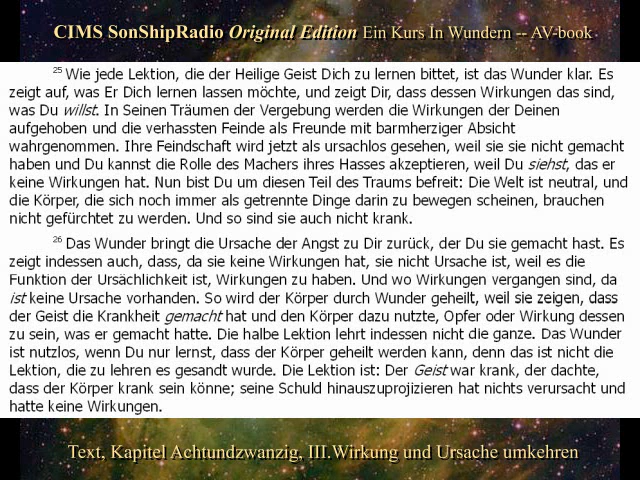 CIMS SonShipRadio Original Edition Ein Kurs In Wundern -- AV-book
25 Wie jede Lektion, die der Heilige Geist Dich zu lernen bittet, ist das Wunder klar. Es
zeigt auf, was Er Dich lernen lassen möchte, und zeigt Dir, dass dessen Wirkungen das sind,
was Du willst. In Seinen Träumen der Vergebung werden die Wirkungen der Deinen
aufgehoben und die verhassten Feinde als Freunde mit barmherziger Absicht
wahrgenommen. Ihre Feindschaft wird jetzt als ursachlos gesehen, weil sie sie nicht gemacht
haben und Du kannst die Rolle des Machers ihres Hasses akzeptieren, weil Du siehst, das er
keine Wirkungen hat. Nun bist Du um diesen Teil des Traums befreit: Die Welt ist neutral, und
die Körper, die sich noch immer als getrennte Dinge darin zu bewegen scheinen, brauchen
nicht gefürchtet zu werden. Und so sind sie auch nicht krank.
26 Das Wunder bringt die Ursache der Angst zu Dir zurück, der Du sie gemacht hast. Es
zeigt indessen auch, dass, da sie keine Wirkungen hat, sie nicht Ursache ist, weil es die
Funktion der Ursächlichkeit ist, Wirkungen zu haben. Und wo Wirkungen vergangen sind, da
ist keine Ursache vorhanden. So wird der Körper durch Wunder geheilt, weil sie zeigen, dass
der Geist die Krankheit gemacht hat und den Körper dazu nutzte, Opfer oder Wirkung dessen
zu sein, was er gemacht hatte. Die halbe Lektion lehrt indessen nicht die ganze. Das Wunder
ist nutzlos, wenn Du nur lernst, dass der Körper geheilt werden kann, denn das ist nicht die
Lektion, die zu lehren es gesandt wurde. Die Lektion ist: Der Geist war krank, der dachte,
dass der Körper krank sein könne; seine Schuld hinauszuprojizieren hat nichts verursacht und
hatte keine Wirkungen.
Text, Kapitel Achtundzwanzig, III.Wirkung und Ursache umkehren